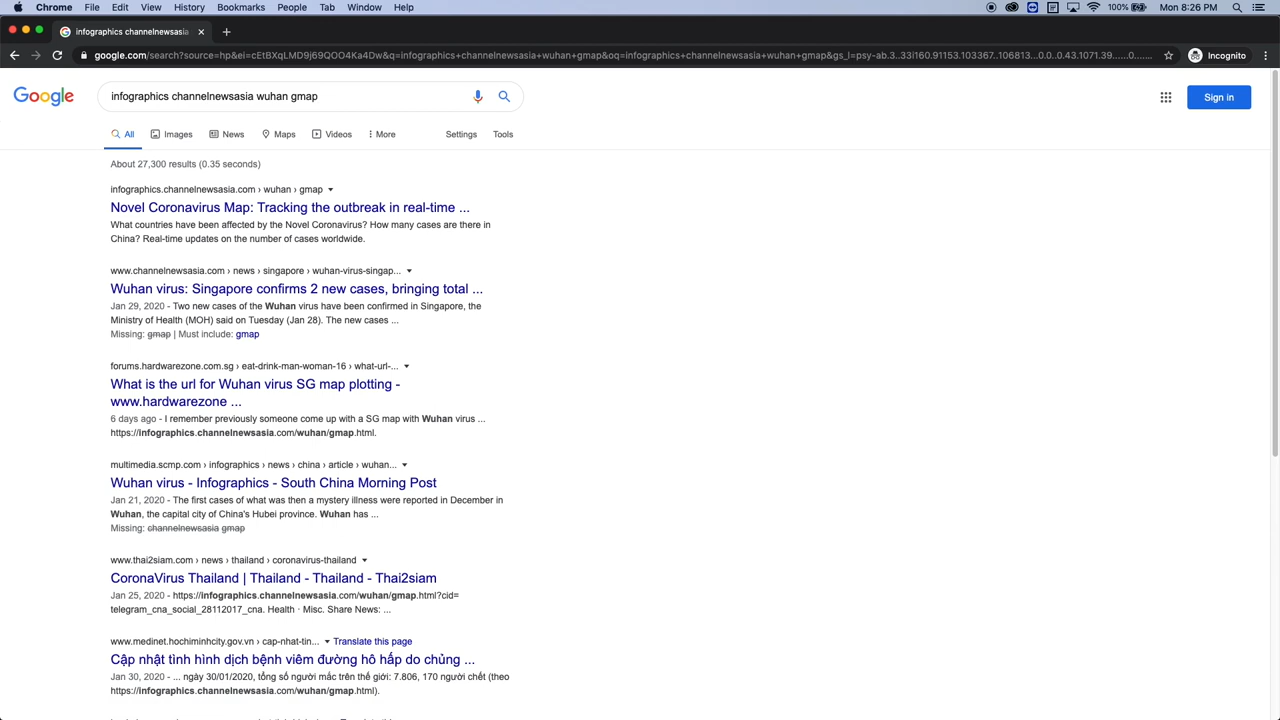 Chrome File Edit View History Bookmarks People Tab Window Help 100% Mon 8:26 PM
infographics channelnewsasia
google.com/search?source=hp&ei=cEtBXqLMD9j69QOO4Ka4Dw&q=infographics+channelnewsasia+wuhan+gmap&oq=infographics+channelnewsasia+wuhan+gmap&gs_l=psy-ab.3..33i160.91153.103367..106813...0.0..0.43.1071.39......0.... Incognito
Google infographics channelnewsasia wuhan gmap Sign in
All Images News Maps Videos More Settings Tools
About 27,300 results (0.35 seconds)
infographics.channelnewsasia.com › wuhan › gmap
Novel Coronavirus Map: Tracking the outbreak in real-time ...
What countries have been affected by the Novel Coronavirus? How many cases are there in
China? Real-time updates on the number of cases worldwide.
www.channelnewsasia.com › news › singapore › wuhan-virus-singap...
Wuhan virus: Singapore confirms 2 new cases, bringing total ...
Jan 29, 2020 - Two new cases of the Wuhan virus have been confirmed in Singapore, the
Ministry of Health (MOH) said on Tuesday (Jan 28). The new cases ...
Missing: gmap | Must include: gmap
forums.hardwarezone.com.sg › eat-drink-man-woman-16 › what-url-...
What is the url for Wuhan virus SG map plotting -
www.hardwarezone ...
6 days ago - I remember previously someone come up with a SG map with Wuhan virus ...
https://infographics.channelnewsasia.com/wuhan/gmap.html.
multimedia.scmp.com › infographics › news › china › article › wuhan...
Wuhan virus - Infographics - South China Morning Post
Jan 21, 2020 - The first cases of what was then a mystery illness were reported in December in
Wuhan, the capital city of China's Hubei province. Wuhan has ...
Missing: channelnewsasia gmap
www.thai2siam.com › news › thailand › coronavirus-thailand
CoronaVirus Thailand | Thailand - Thailand - Thai2siam
Jan 25, 2020 - https://infographics.channelnewsasia.com/wuhan/gmap.html?cid=
telegram_cna_social_28112017_cna. Health · Misc. Share News: ...
www.medinet.hochiminhcity.gov.vn › cap-nhat-tin... Translate this page
Cập nhật tình hình dịch bệnh viêm đường hô hấp do chủng ...
Jan 30, 2020 - ... ngày 30/01/2020, tổng số người mắc trên thế giới: 7.806, 170 người chết (theo
https://infographics.channelnewsasia.com/wuhan/gmap.html).